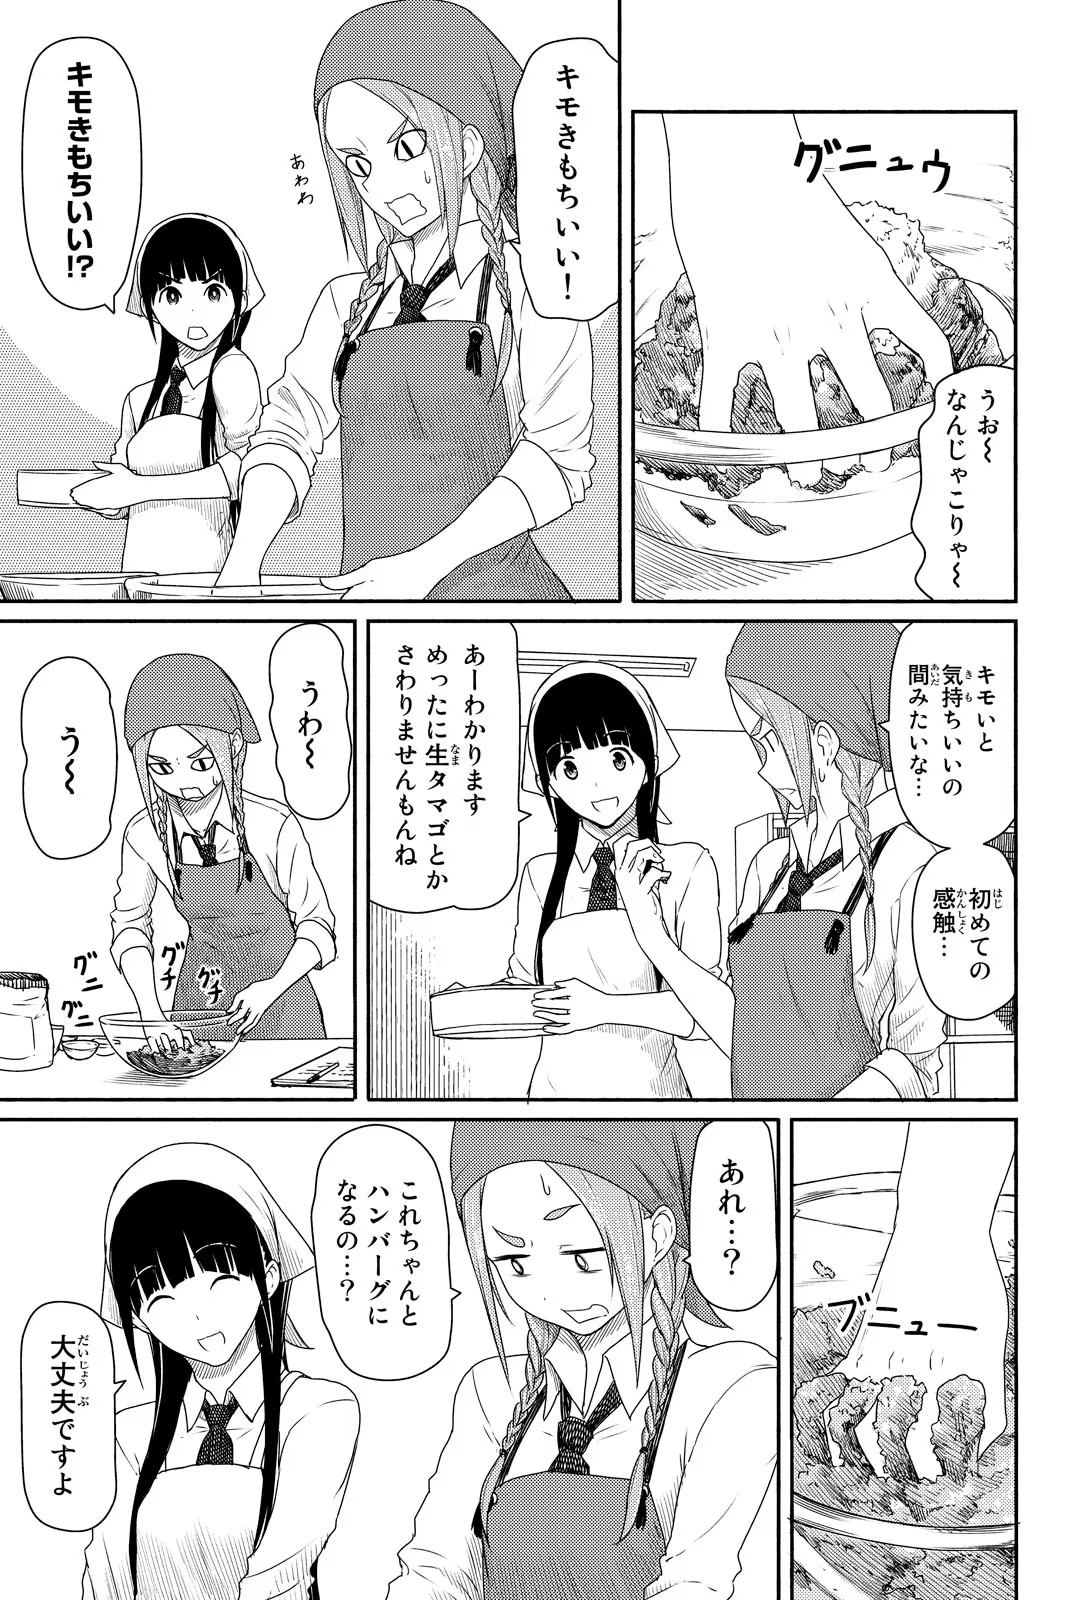 グニュウ
うお〜
なんじゃこりゃ〜
キモきもちいい！
あわわ
キモきもちいい!?
キモいと
気持ちいいの
間みたいな…
初めての
感触…
あーわかります
めったに生タマゴとか
さわりませんもんね
うわ〜
う〜
グニ
グニ
グチ
グチ
ブニュー
あれ…？
これちゃんと
ハンバーグに
なるの…？
大丈夫ですよ